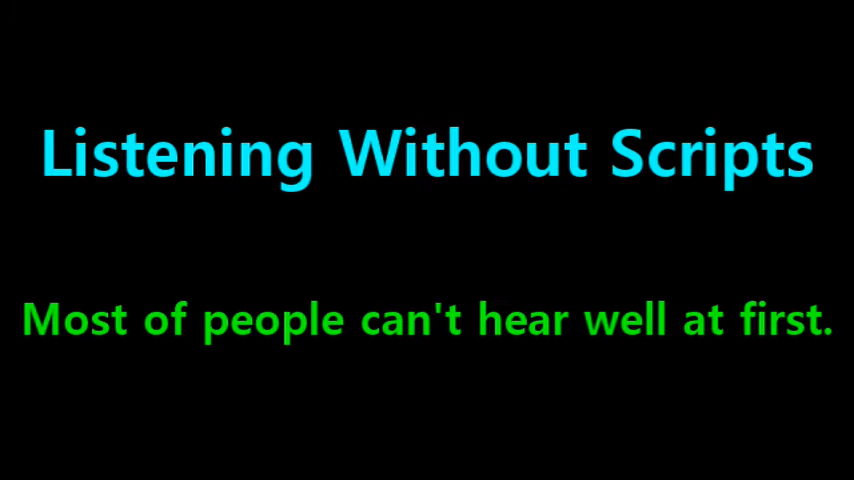 Listening Without Scripts
Most of people can't hear well at first.